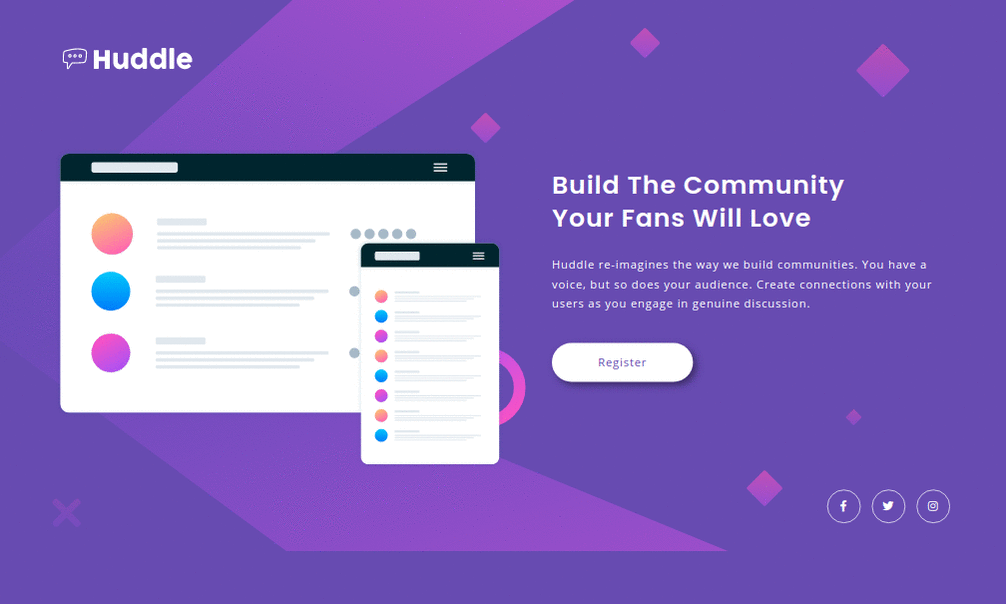 Huddle
Build The Community
Your Fans Will Love
Huddle re-imagines the way we build communities. You have a
voice, but so does your audience. Create connections with your
users as you engage in genuine discussion.
Register